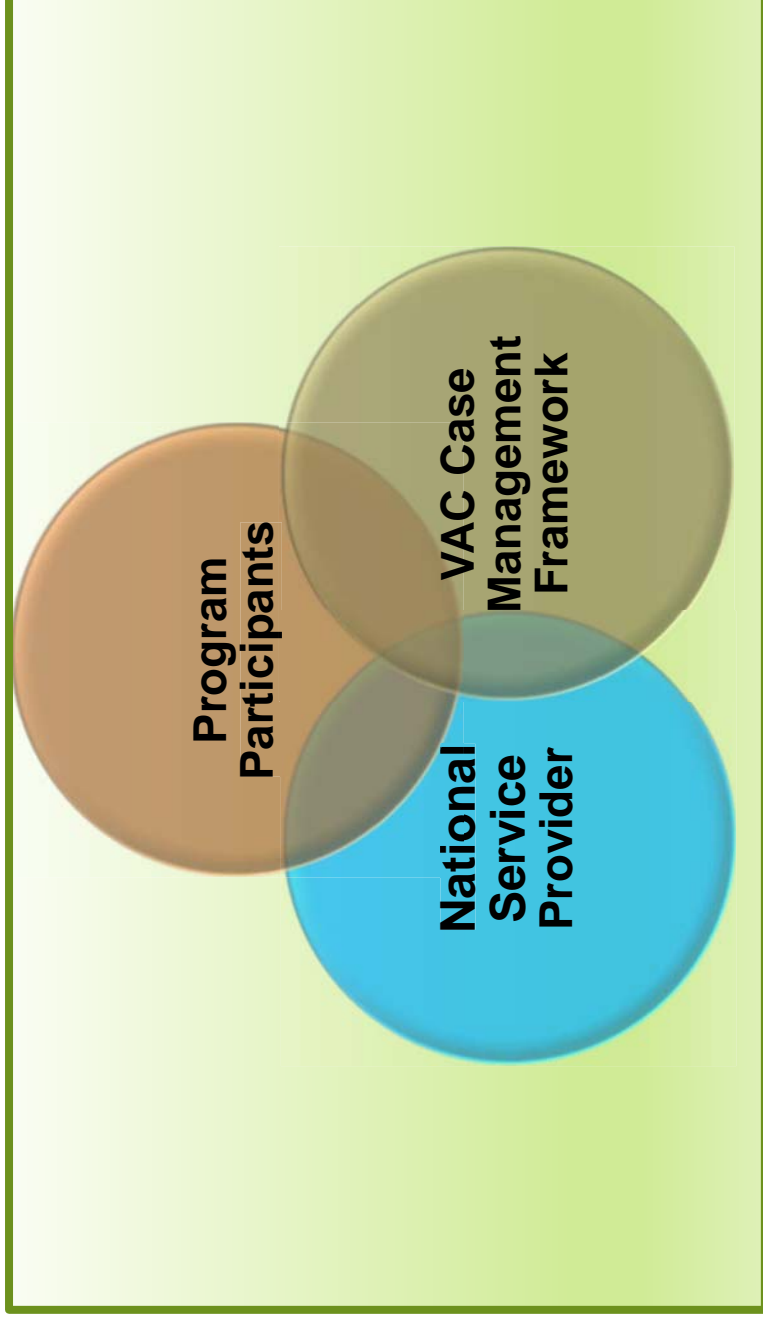 Program
Participants
National
Service
Provider
VAC Case
Management
Framework